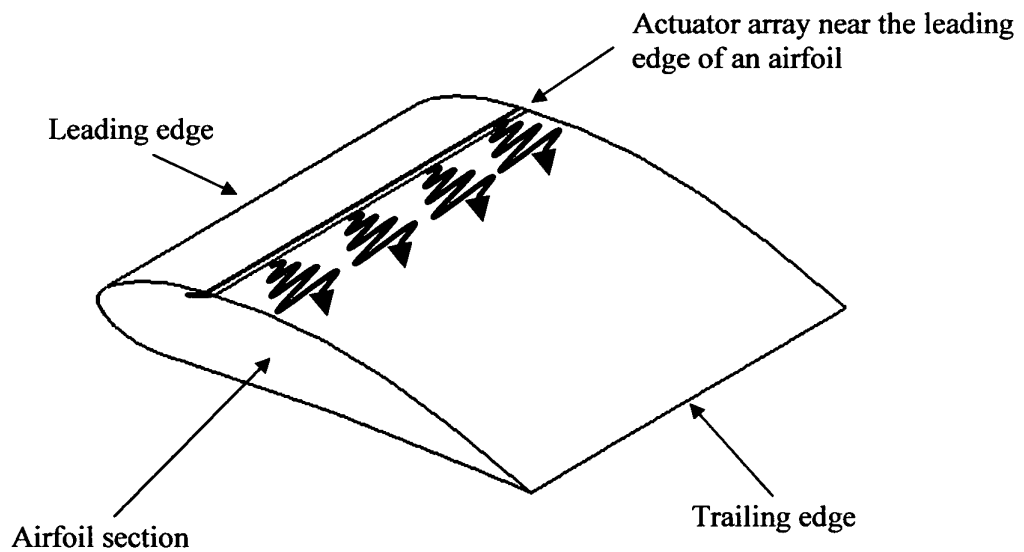 Actuator array near the leading
edge of an airfoil
Leading edge
Trailing edge
Airfoil section